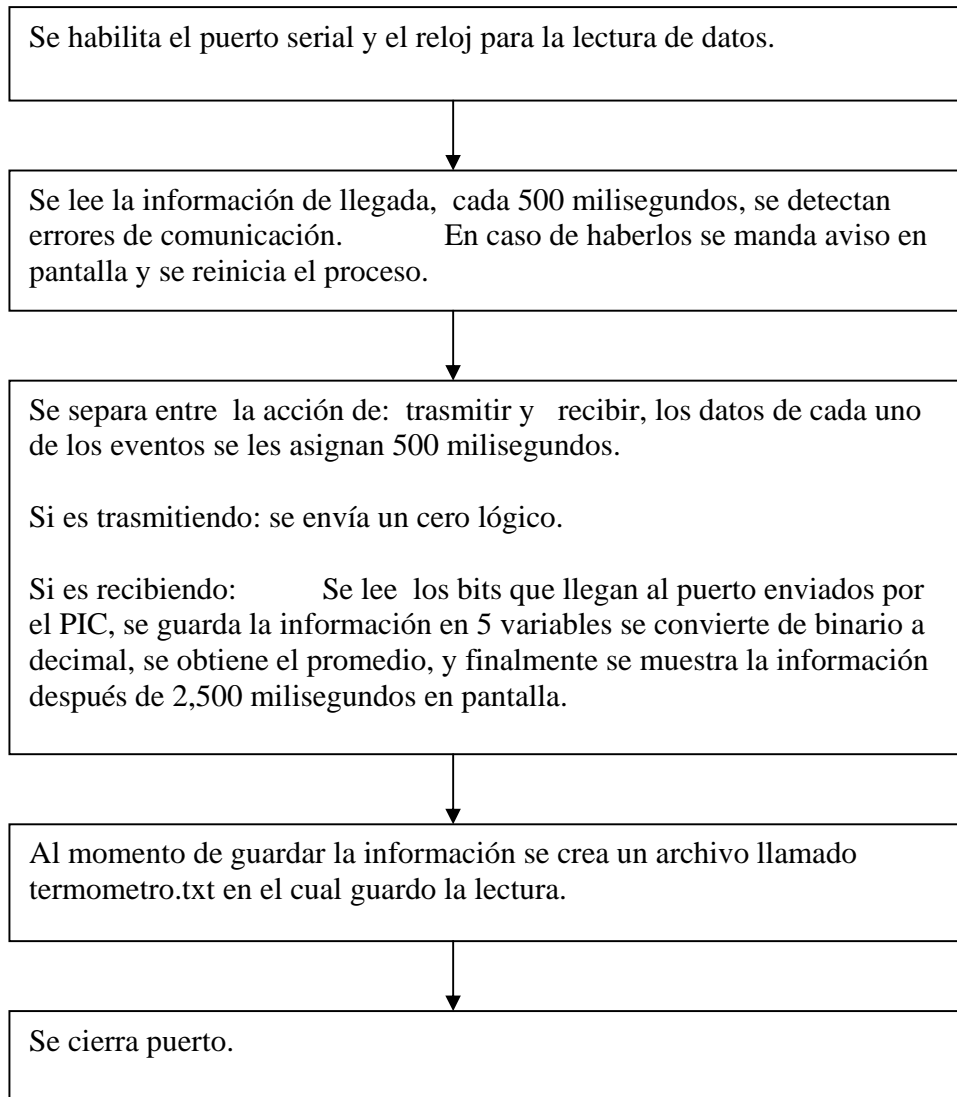 Se habilita el puerto serial y el reloj para la lectura de datos.
Se lee la información de llegada, cada 500 milisegundos, se detectan
errores de comunicación. En caso de haberlos se manda aviso en
pantalla y se reinicia el proceso.
Se separa entre la acción de: trasmitir y recibir, los datos de cada uno
de los eventos se les asignan 500 milisegundos.
Si es trasmitiendo: se envía un cero lógico.
Si es recibiendo: Se lee los bits que llegan al puerto enviados por
el PIC, se guarda la información en 5 variables se convierte de binario a
decimal, se obtiene el promedio, y finalmente se muestra la información
después de 2,500 milisegundos en pantalla.
Al momento de guardar la información se crea un archivo llamado
termometro.txt en el cual guardo la lectura.
Se cierra puerto.